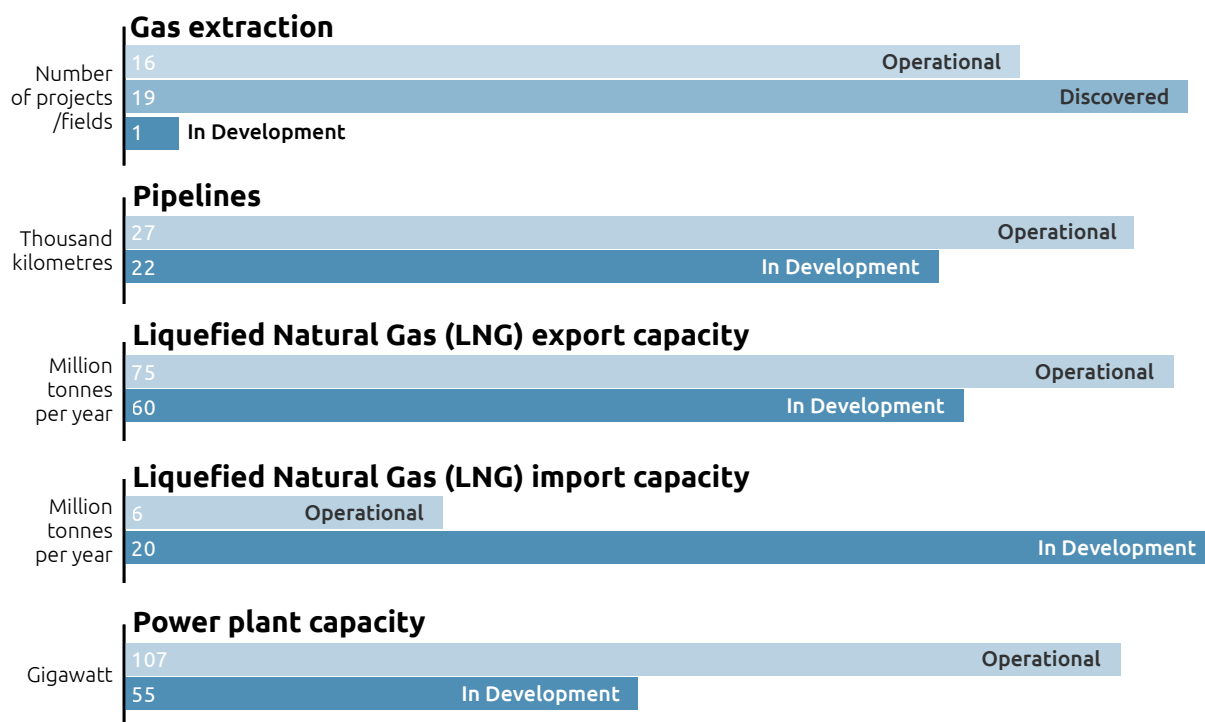 Gas extraction
Number
of projects
/fields
16 Operational
19 Discovered
1 In Development
Pipelines
Thousand
kilometres
27 Operational
22 In Development
Liquefied Natural Gas (LNG) export capacity
Million
tonnes
per year
75 Operational
60 In Development
Liquefied Natural Gas (LNG) import capacity
Million
tonnes
per year
6 Operational
20 In Development
Power plant capacity
Gigawatt
107 Operational
55 In Development